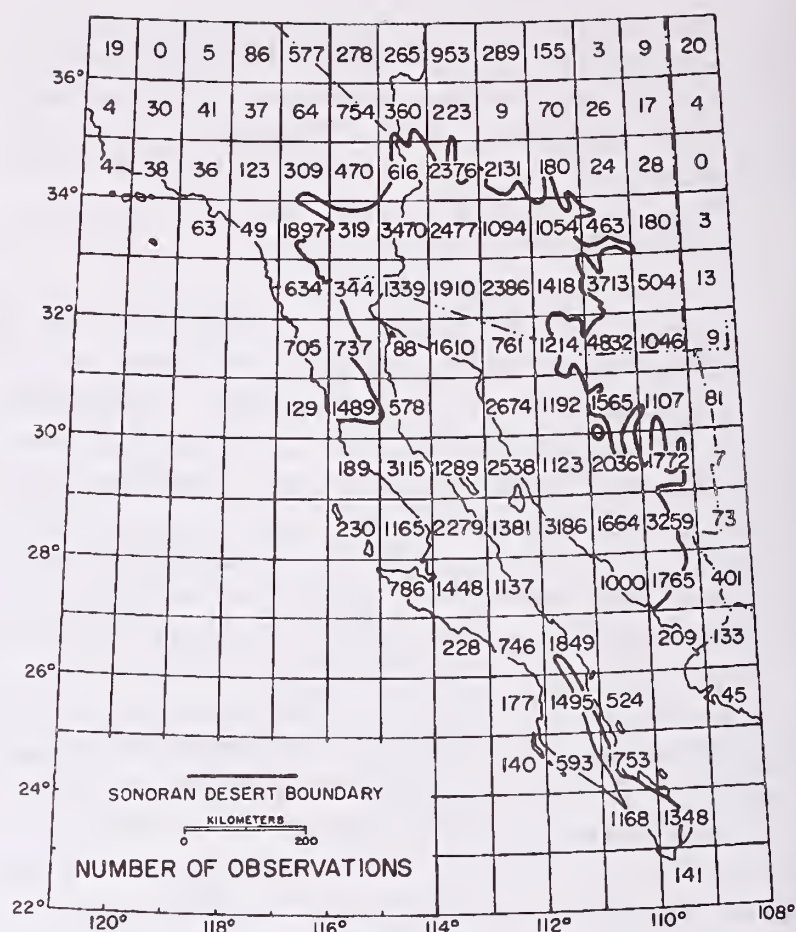 19 0 5 86 577 278 265 953 289 155 3 9 20
36°
4 30 41 37 64 754 360 223 9 70 26 17 4
4 38 36 123 309 470 616 2376 2131 180 24 28 0
34°
63 49 1897 319 3470 2477 1094 1054 463 180 3
634 344 1339 1910 2386 1418 3713 504 13
32°
705 737 88 1610 761 1214 4832 1046 9
129 1489 578 2674 1192 1565 1107 81
30°
189 3115 1289 2538 1123 2036 1772 7
230 1165 2279 1381 3186 1664 3259 73
28°
786 1448 1137 1000 1765 401
228 746 1849 209 133
26°
177 1495 524 45
140 593 1753
24°
SONORAN DESERT BOUNDARY
KILOMETERS
0 200
1168 1348
NUMBER OF OBSERVATIONS
141
22°
120° 118° 116° 114° 112° 110° 108°